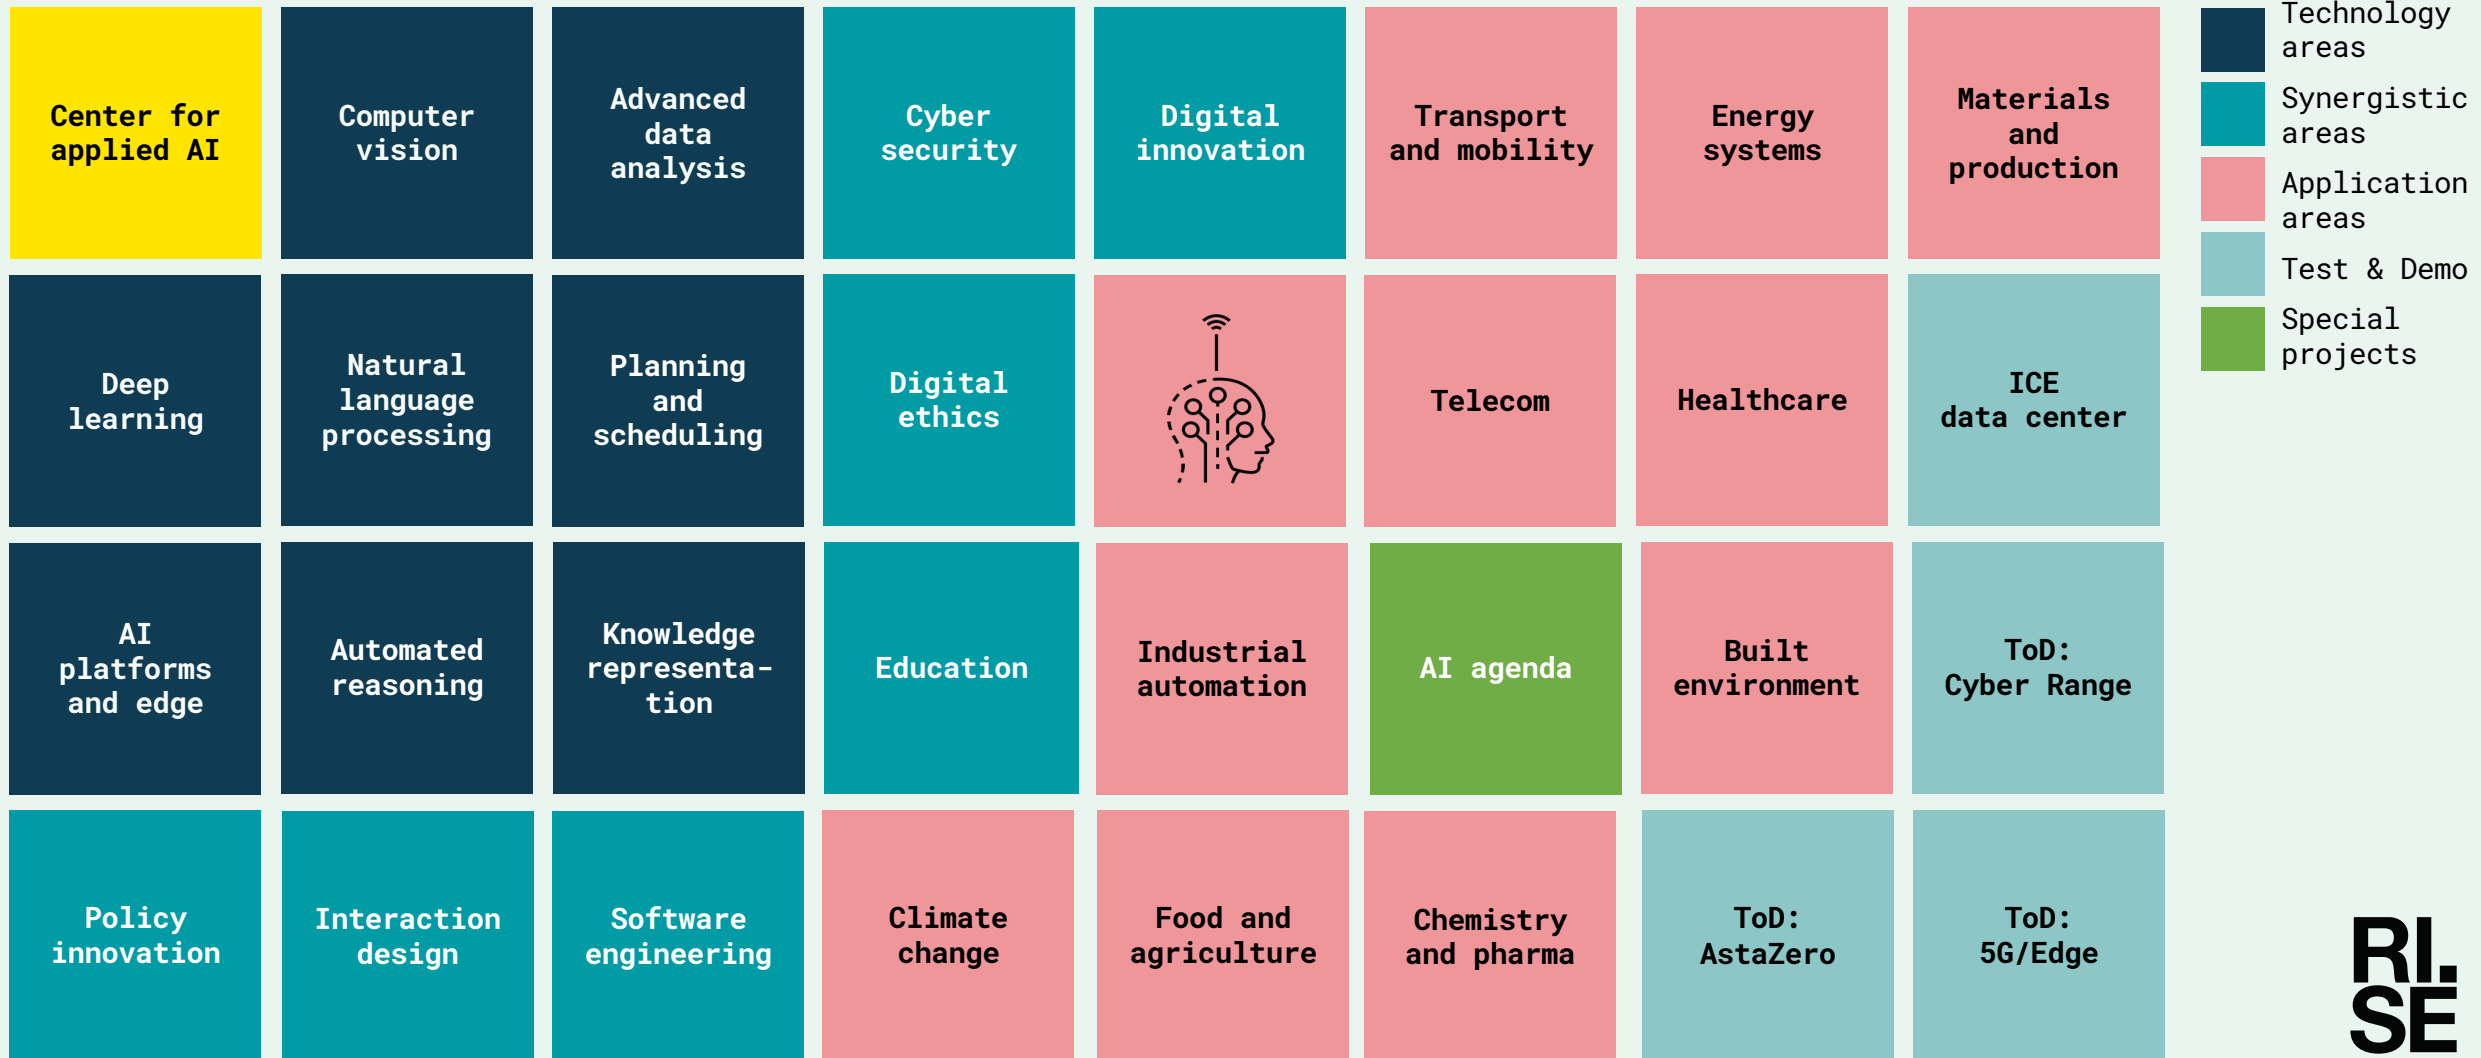 Center for
applied AI
Computer
vision
Advanced
data
analysis
Cyber
security
Digital
innovation
Transport
and mobility
Energy
systems
Materials
and
production
Deep
learning
Natural
language
processing
Planning
and
scheduling
Digital
ethics
Telecom
Healthcare
ICE
data center
AI
platforms
and edge
Automated
reasoning
Knowledge
representa-
tion
Education
Industrial
automation
AI agenda
Built
environment
ToD:
Cyber Range
Policy
innovation
Interaction
design
Software
engineering
Climate
change
Food and
agriculture
Chemistry
and pharma
ToD:
AstaZero
ToD:
5G/Edge
Technology
areas
Synergistic
areas
Application
areas
Test & Demo
Special
projects
RI.
SE